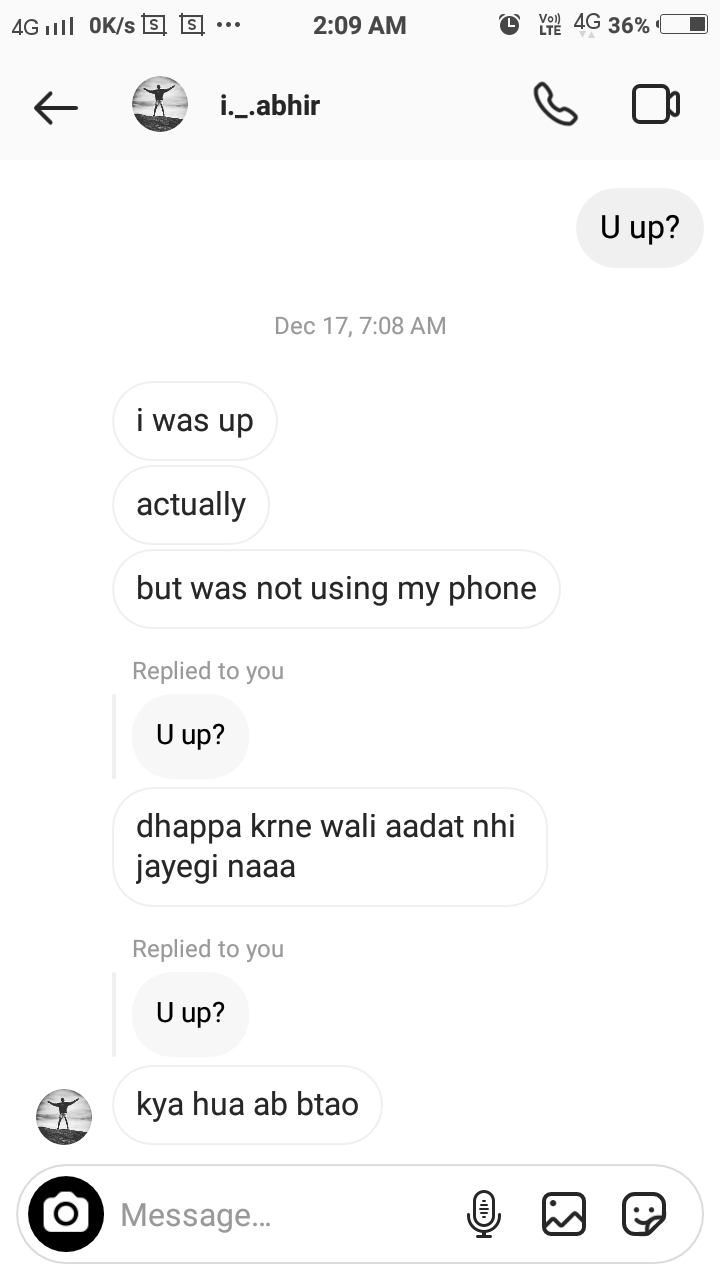 4G 0K/s S S ... 2:09 AM Vo)) LTE 4G 36%
i._.abhir
U up?
Dec 17, 7:08 AM
i was up
actually
but was not using my phone
Replied to you
U up?
dhappa krne wali aadat nhi
jayegi naaa
Replied to you
U up?
kya hua ab btao
Message...